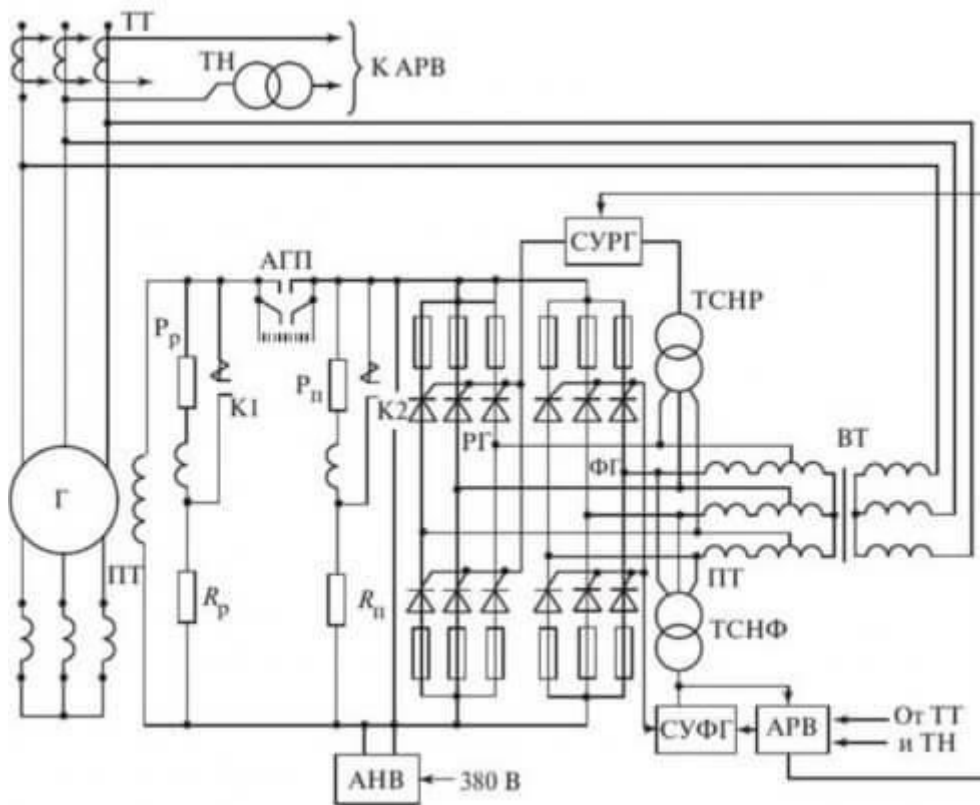 ТТ
ТН
К АРВ
СУРГ
АГП
ТСНР
Рр
Рп
К1
К2
РГ
ФГ
ВТ
Г
ПТ
Rр
Rп
ПТ
ТСНФ
СУФГ
АРВ
От ТТ
и ТН
АНВ
380 В